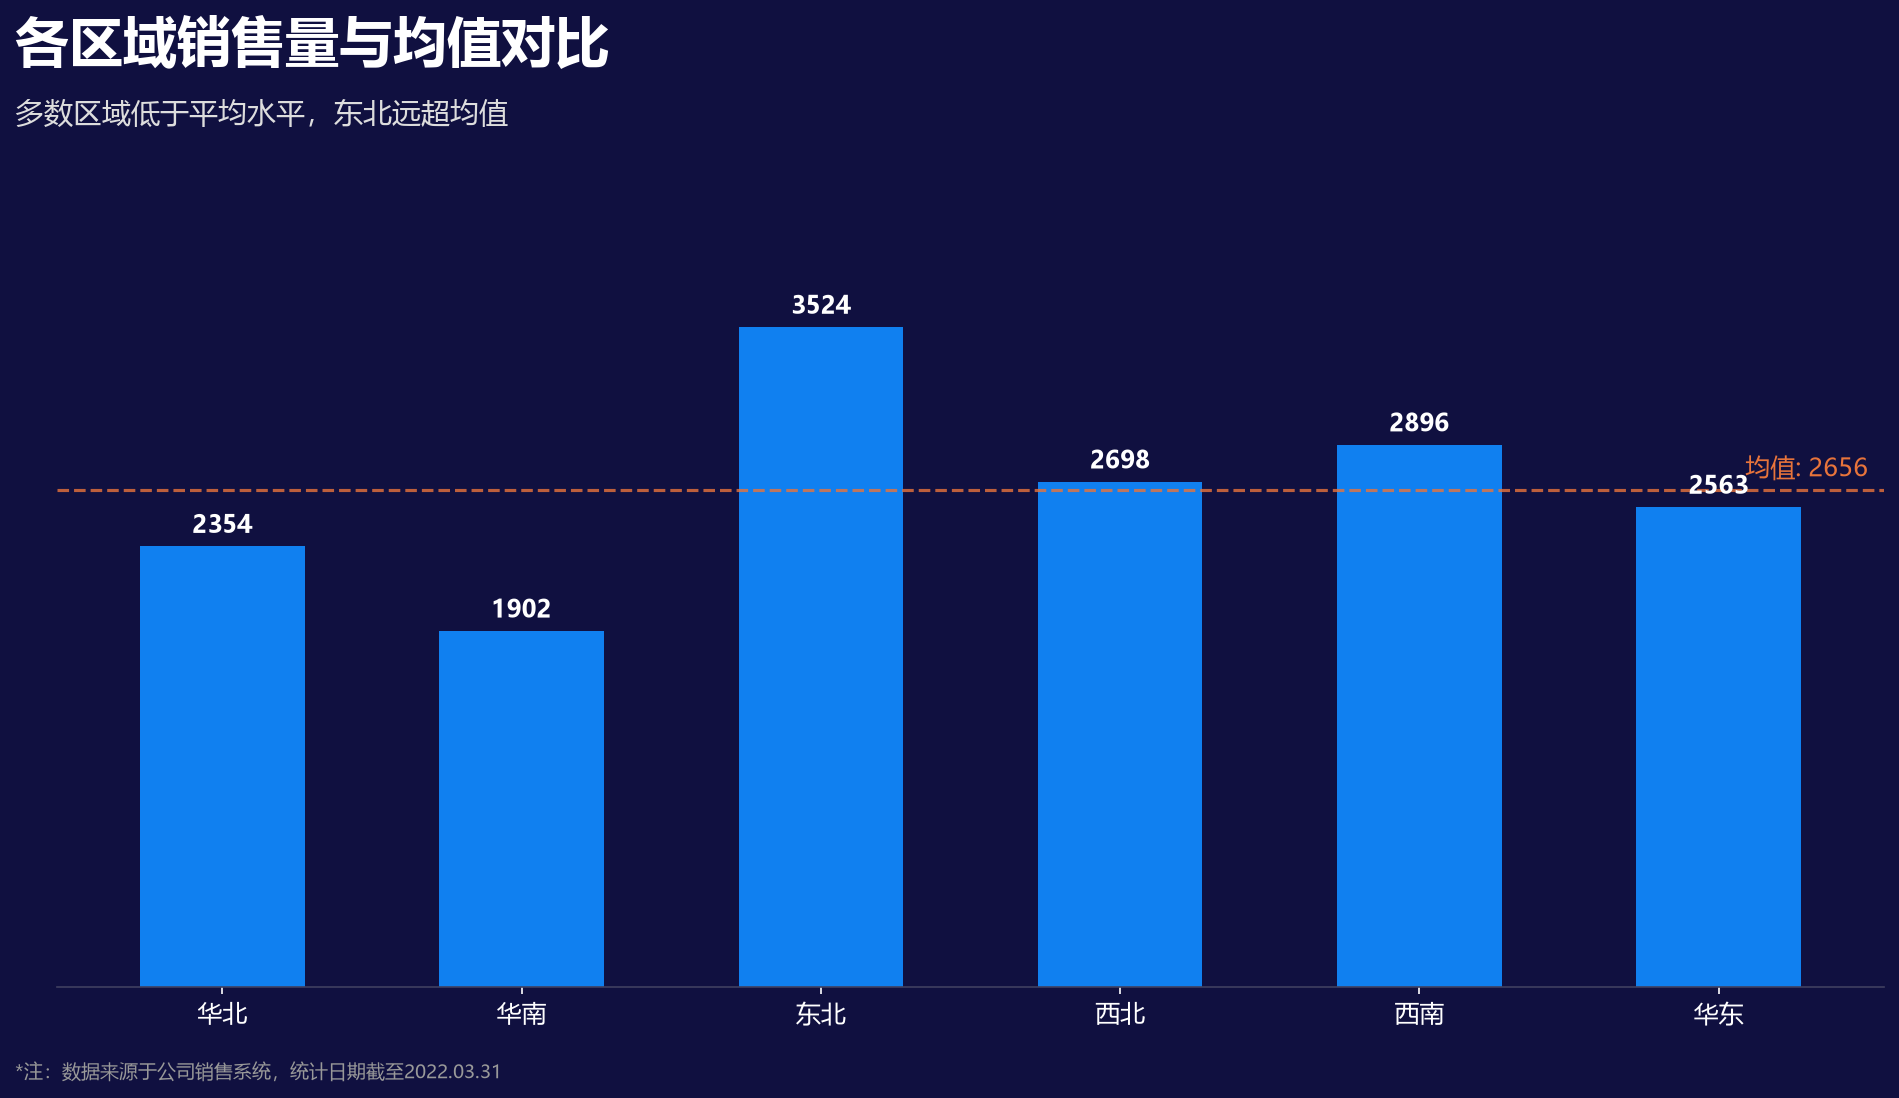 各区域销售量与均值对比
多数区域低于平均水平，东北远超均值
3524
2896
2698
均值: 2656
2563
2354
1902
华北 华南 东北 西北 西南 华东
*注：数据来源于公司销售系统，统计日期截至2022.03.31